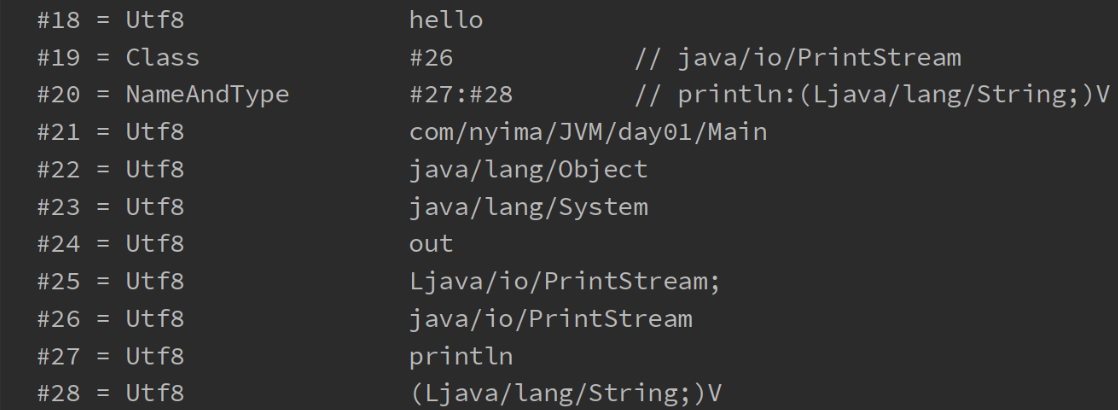 #18 = Utf8               hello
#19 = Class              #26            // java/io/PrintStream
#20 = NameAndType        #27:#28        // println:(Ljava/lang/String;)V
#21 = Utf8               com/nyima/JVM/day01/Main
#22 = Utf8               java/lang/Object
#23 = Utf8               java/lang/System
#24 = Utf8               out
#25 = Utf8               Ljava/io/PrintStream;
#26 = Utf8               java/io/PrintStream
#27 = Utf8               println
#28 = Utf8               (Ljava/lang/String;)V